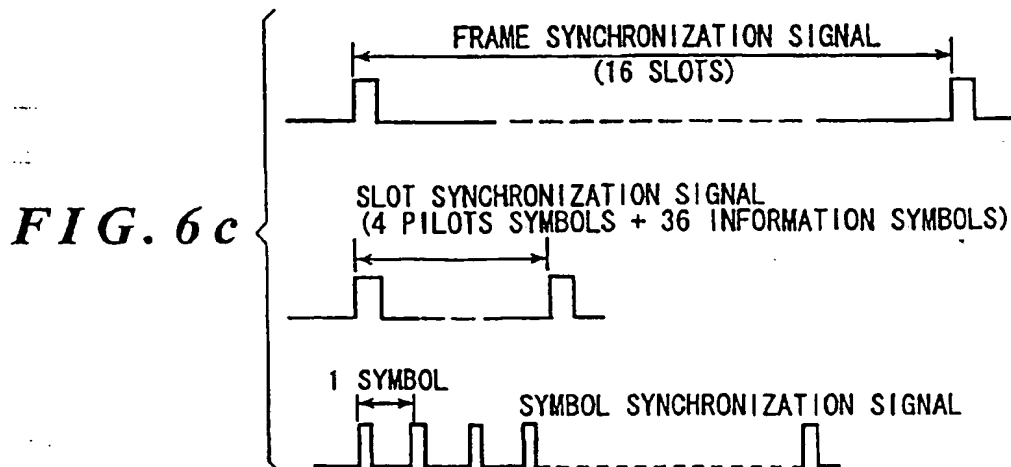 FRAME SYNCHRONIZATION SIGNAL
(16 SLOTS)
SLOT SYNCHRONIZATION SIGNAL
(4 PILOTS SYMBOLS + 36 INFORMATION SYMBOLS)
FIG. 6c
1 SYMBOL
SYMBOL SYNCHRONIZATION SIGNAL